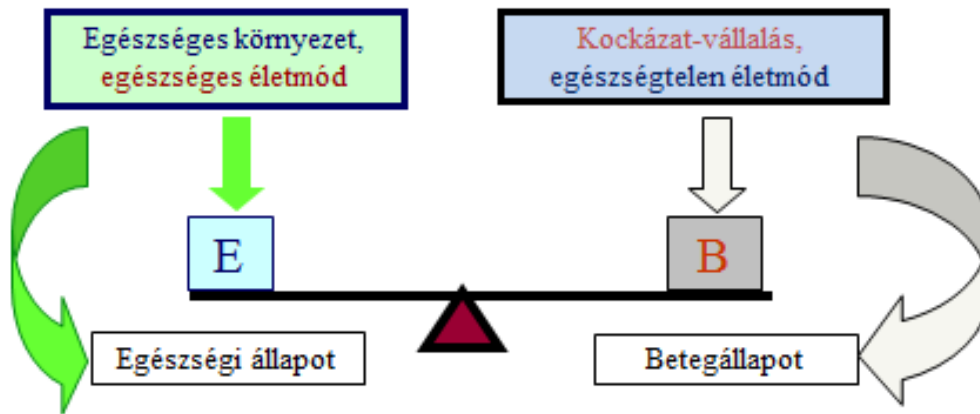 Egészséges környezet,
egészséges életmód
Kockázat-vállalás,
egészségtelen életmód
E
B
Egészségi állapot
Betegállapot